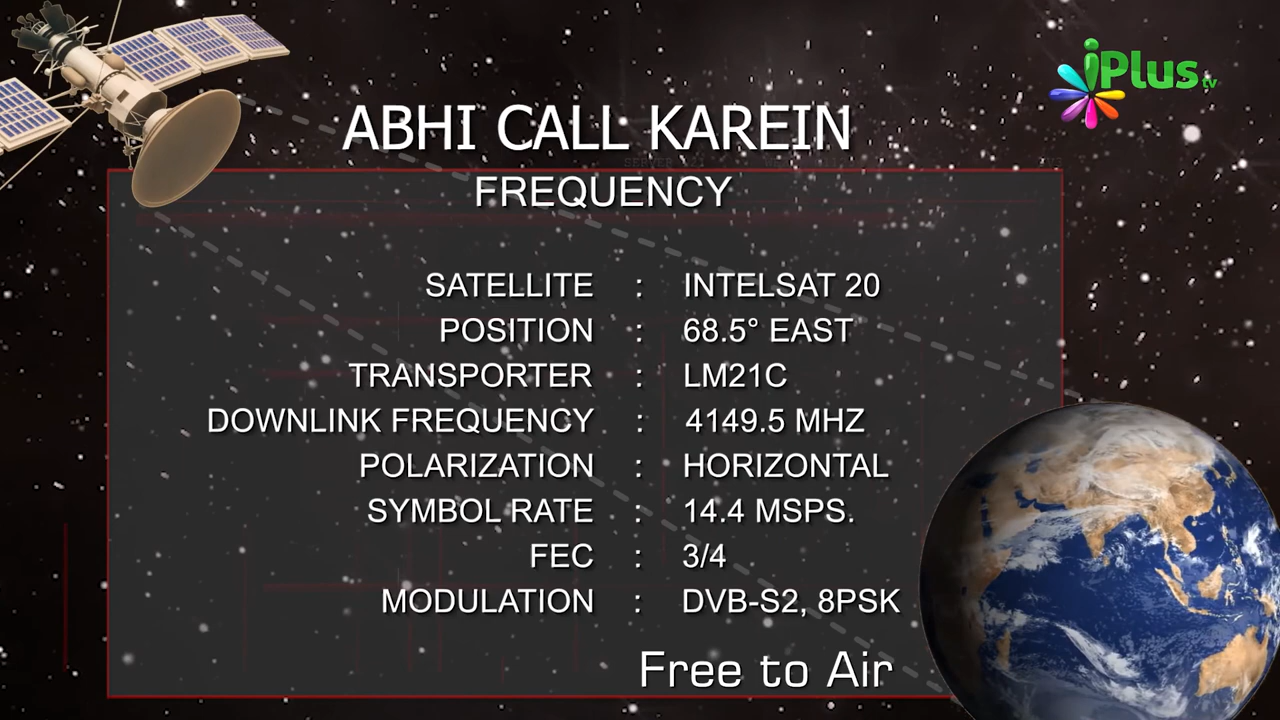 iPlus tv
ABHI CALL KAREIN
FREQUENCY
SATELLITE : INTELSAT 20
POSITION : 68.5° EAST
TRANSPORTER : LM21C
DOWNLINK FREQUENCY : 4149.5 MHZ
POLARIZATION : HORIZONTAL
SYMBOL RATE : 14.4 MSPS.
FEC : 3/4
MODULATION : DVB-S2, 8PSK
Free to Air